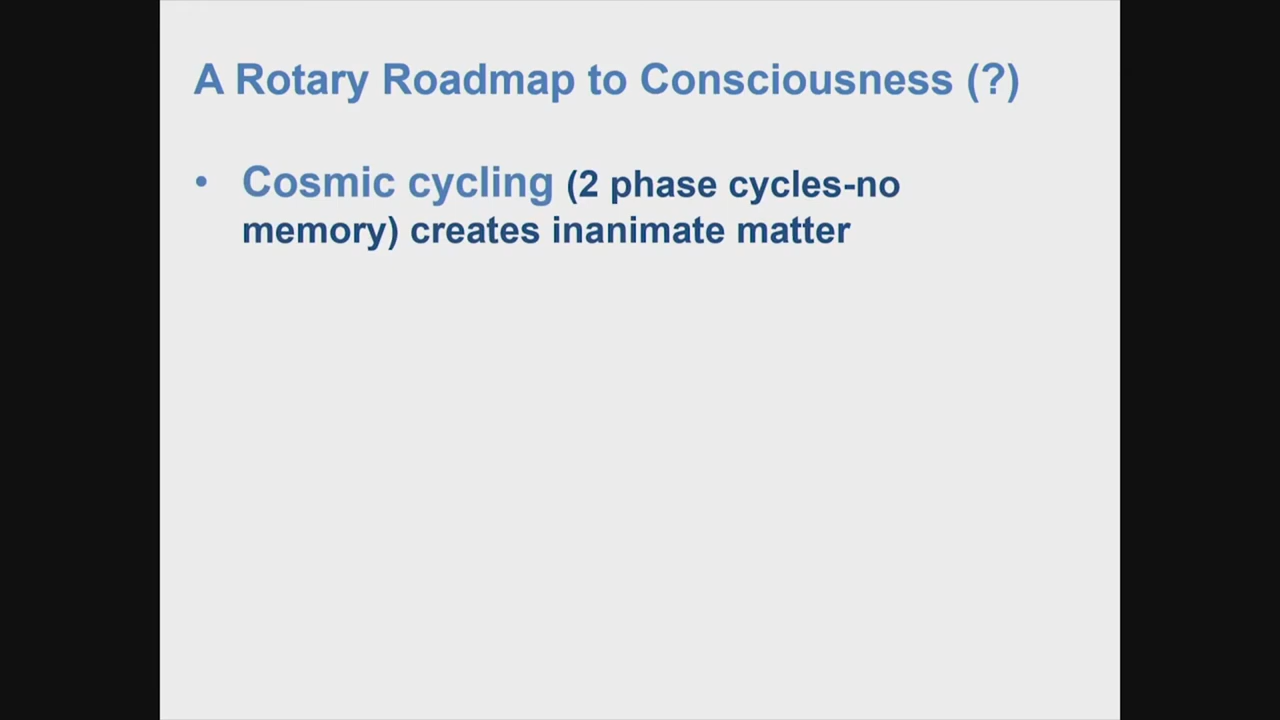 A Rotary Roadmap to Consciousness (?)
• Cosmic cycling (2 phase cycles-no
memory) creates inanimate matter